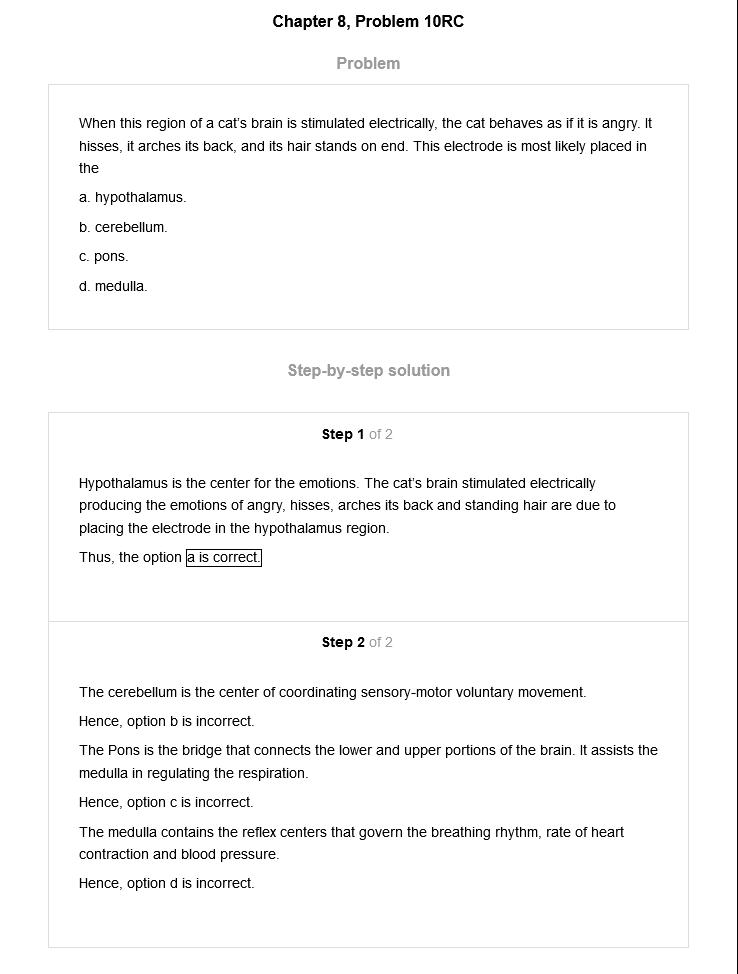 Chapter 8, Problem 10RC
Problem
When this region of a cat's brain is stimulated electrically, the cat behaves as if it is angry. It
hisses, it arches its back, and its hair stands on end. This electrode is most likely placed in
the
a. hypothalamus.
b. cerebellum.
c. pons.
d. medulla.
Step-by-step solution
Step 1 of 2
Hypothalamus is the center for the emotions. The cat's brain stimulated electrically
producing the emotions of angry, hisses, arches its back and standing hair are due to
placing the electrode in the hypothalamus region.
Thus, the option a is correct.
Step 2 of 2
The cerebellum is the center of coordinating sensory-motor voluntary movement.
Hence, option b is incorrect.
The Pons is the bridge that connects the lower and upper portions of the brain. It assists the
medulla in regulating the respiration.
Hence, option c is incorrect.
The medulla contains the reflex centers that govern the breathing rhythm, rate of heart
contraction and blood pressure.
Hence, option d is incorrect.